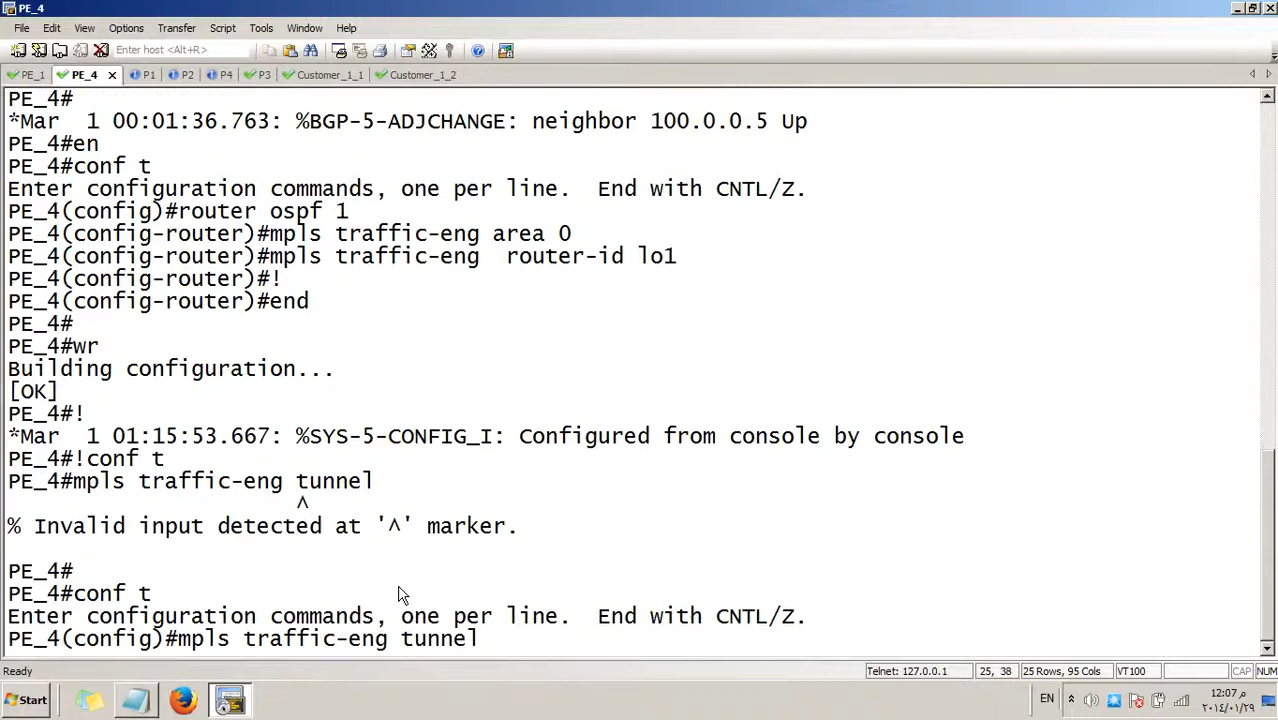 PE_4
File Edit View Options Transfer Script Tools Window Help
Enter host <Alt+R>
PE_1 PE_4 P1 P2 P4 P3 Customer_1_1 Customer_1_2
PE_4#
*Mar  1 00:01:36.763: %BGP-5-ADJCHANGE: neighbor 100.0.0.5 Up
PE_4#en
PE_4#conf t
Enter configuration commands, one per line.  End with CNTL/Z.
PE_4(config)#router ospf 1
PE_4(config-router)#mpls traffic-eng area 0
PE_4(config-router)#mpls traffic-eng  router-id lo1
PE_4(config-router)#!
PE_4(config-router)#end
PE_4#
PE_4#wr
Building configuration...
[OK]
PE_4#!
*Mar  1 01:15:53.667: %SYS-5-CONFIG_I: Configured from console by console
PE_4#!conf t
PE_4#mpls traffic-eng tunnel
^
% Invalid input detected at '^' marker.
PE_4#
PE_4#conf t
Enter configuration commands, one per line.  End with CNTL/Z.
PE_4(config)#mpls traffic-eng tunnel
Ready Telnet: 127.0.0.1 25, 38 25 Rows, 95 Cols VT100 CAP NUM
Start EN 12:07 م
٢٠١٤/٠١/٢٩